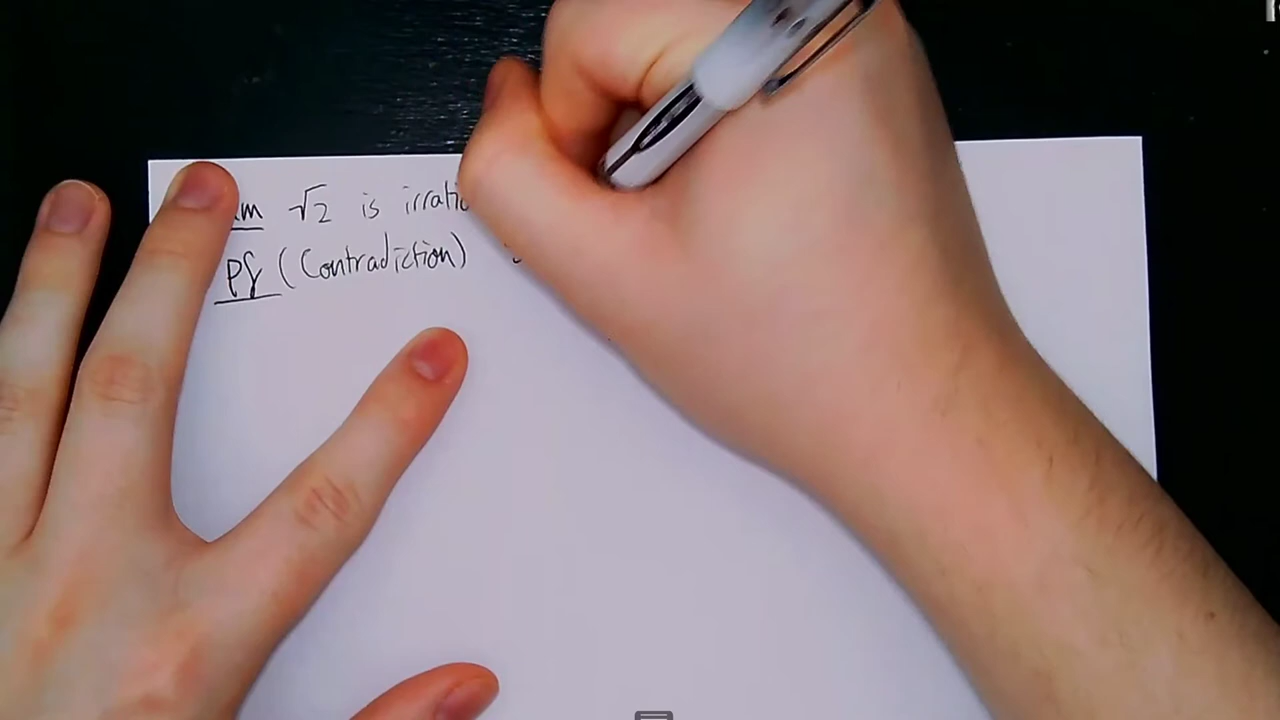 √2 is irratio
pf (Contradiction)